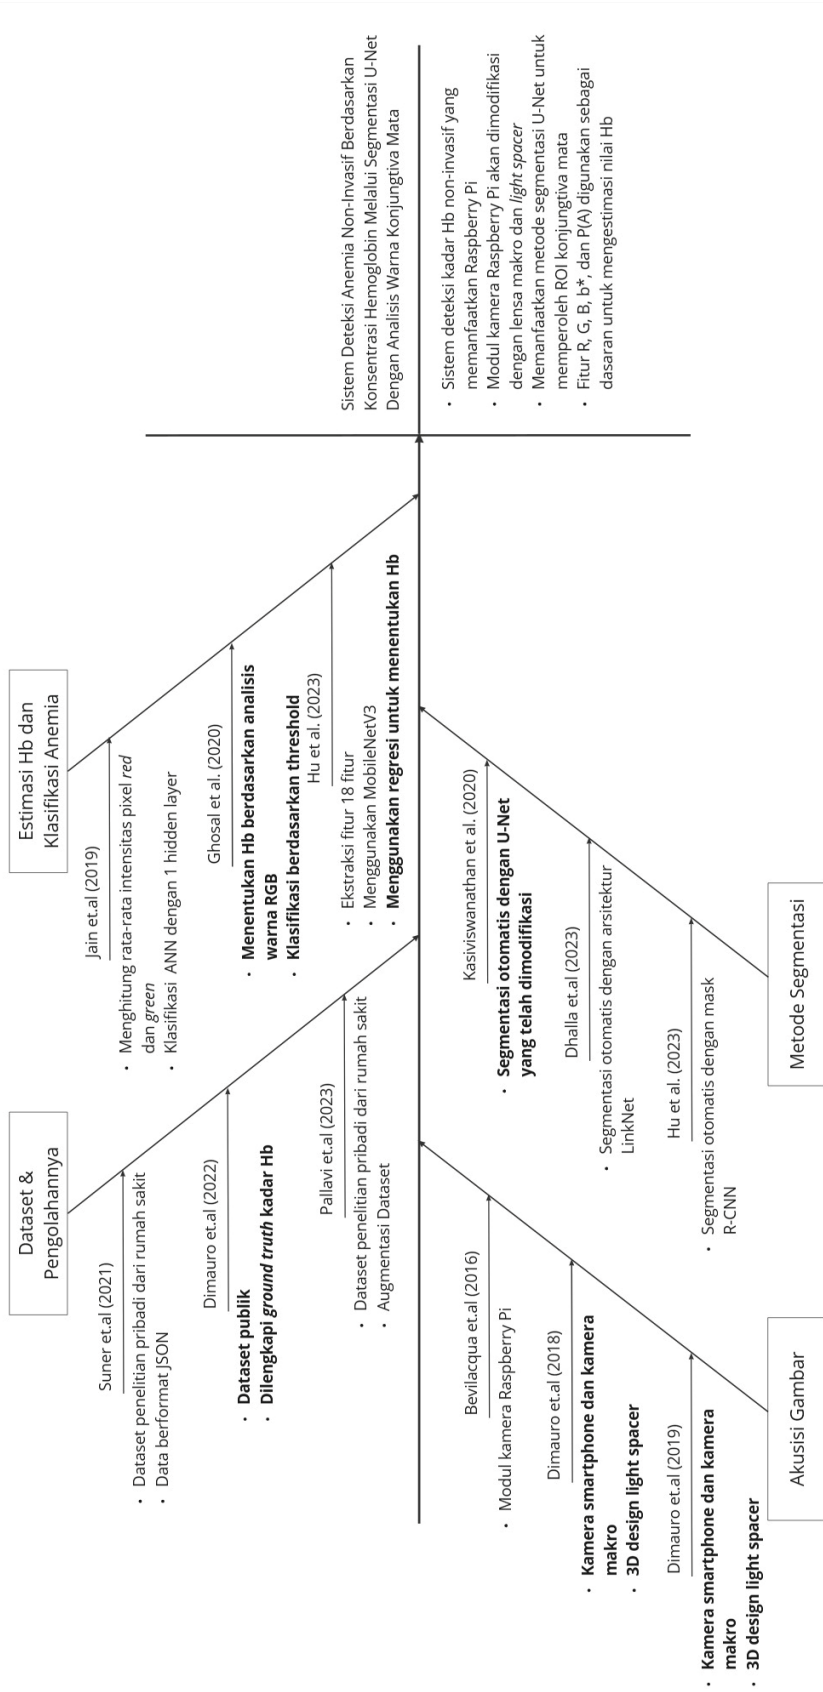 Dataset &
Pengolahannya
Suner et.al (2021)
• Dataset penelitian pribadi dari rumah sakit
• Data berformat JSON
Dimauro et.al (2022)
• Dataset publik
• Dilengkapi ground truth kadar Hb
Pallavi et.al (2023)
• Dataset penelitian pribadi dari rumah sakit
• Augmentasi Dataset
Estimasi Hb dan
Klasifikasi Anemia
Jain et.al (2019)
• Menghitung rata-rata intensitas pixel red
dan green
• Klasifikasi ANN dengan 1 hidden layer
Ghosal et al. (2020)
• Menentukan Hb berdasarkan analisis
warna RGB
• Klasifikasi berdasarkan threshold
Hu et al. (2023)
• Ekstraksi fitur 18 fitur
• Menggunakan MobileNetV3
• Menggunakan regresi untuk menentukan Hb
Sistem Deteksi Anemia Non-Invasif Berdasarkan
Konsentrasi Hemoglobin Melalui Segmentasi U-Net
Dengan Analisis Warna Konjungtiva Mata
• Sistem deteksi kadar Hb non-invasif yang
memanfaatkan Raspberry Pi
• Modul kamera Raspberry Pi akan dimodifikasi
dengan lensa makro dan light spacer
• Memanfaatkan metode segmentasi U-Net untuk
memperoleh ROI konjungtiva mata
• Fitur R, G, B, b*, dan P(A) digunakan sebagai
dasaran untuk mengestimasi nilai Hb
Bevilacqua et.al (2016)
• Modul kamera Raspberry Pi
Dimauro et.al (2018)
• Kamera smartphone dan kamera
makro
• 3D design light spacer
Dimauro et.al (2019)
• Kamera smartphone dan kamera
makro
• 3D design light spacer
Akusisi Gambar
Kasiviswanathan et al. (2020)
• Segmentasi otomatis dengan U-Net
yang telah dimodifikasi
Dhalla et.al (2023)
• Segmentasi otomatis dengan arsitektur
LinkNet
Hu et al. (2023)
• Segmentasi otomatis dengan mask
R-CNN
Metode Segmentasi